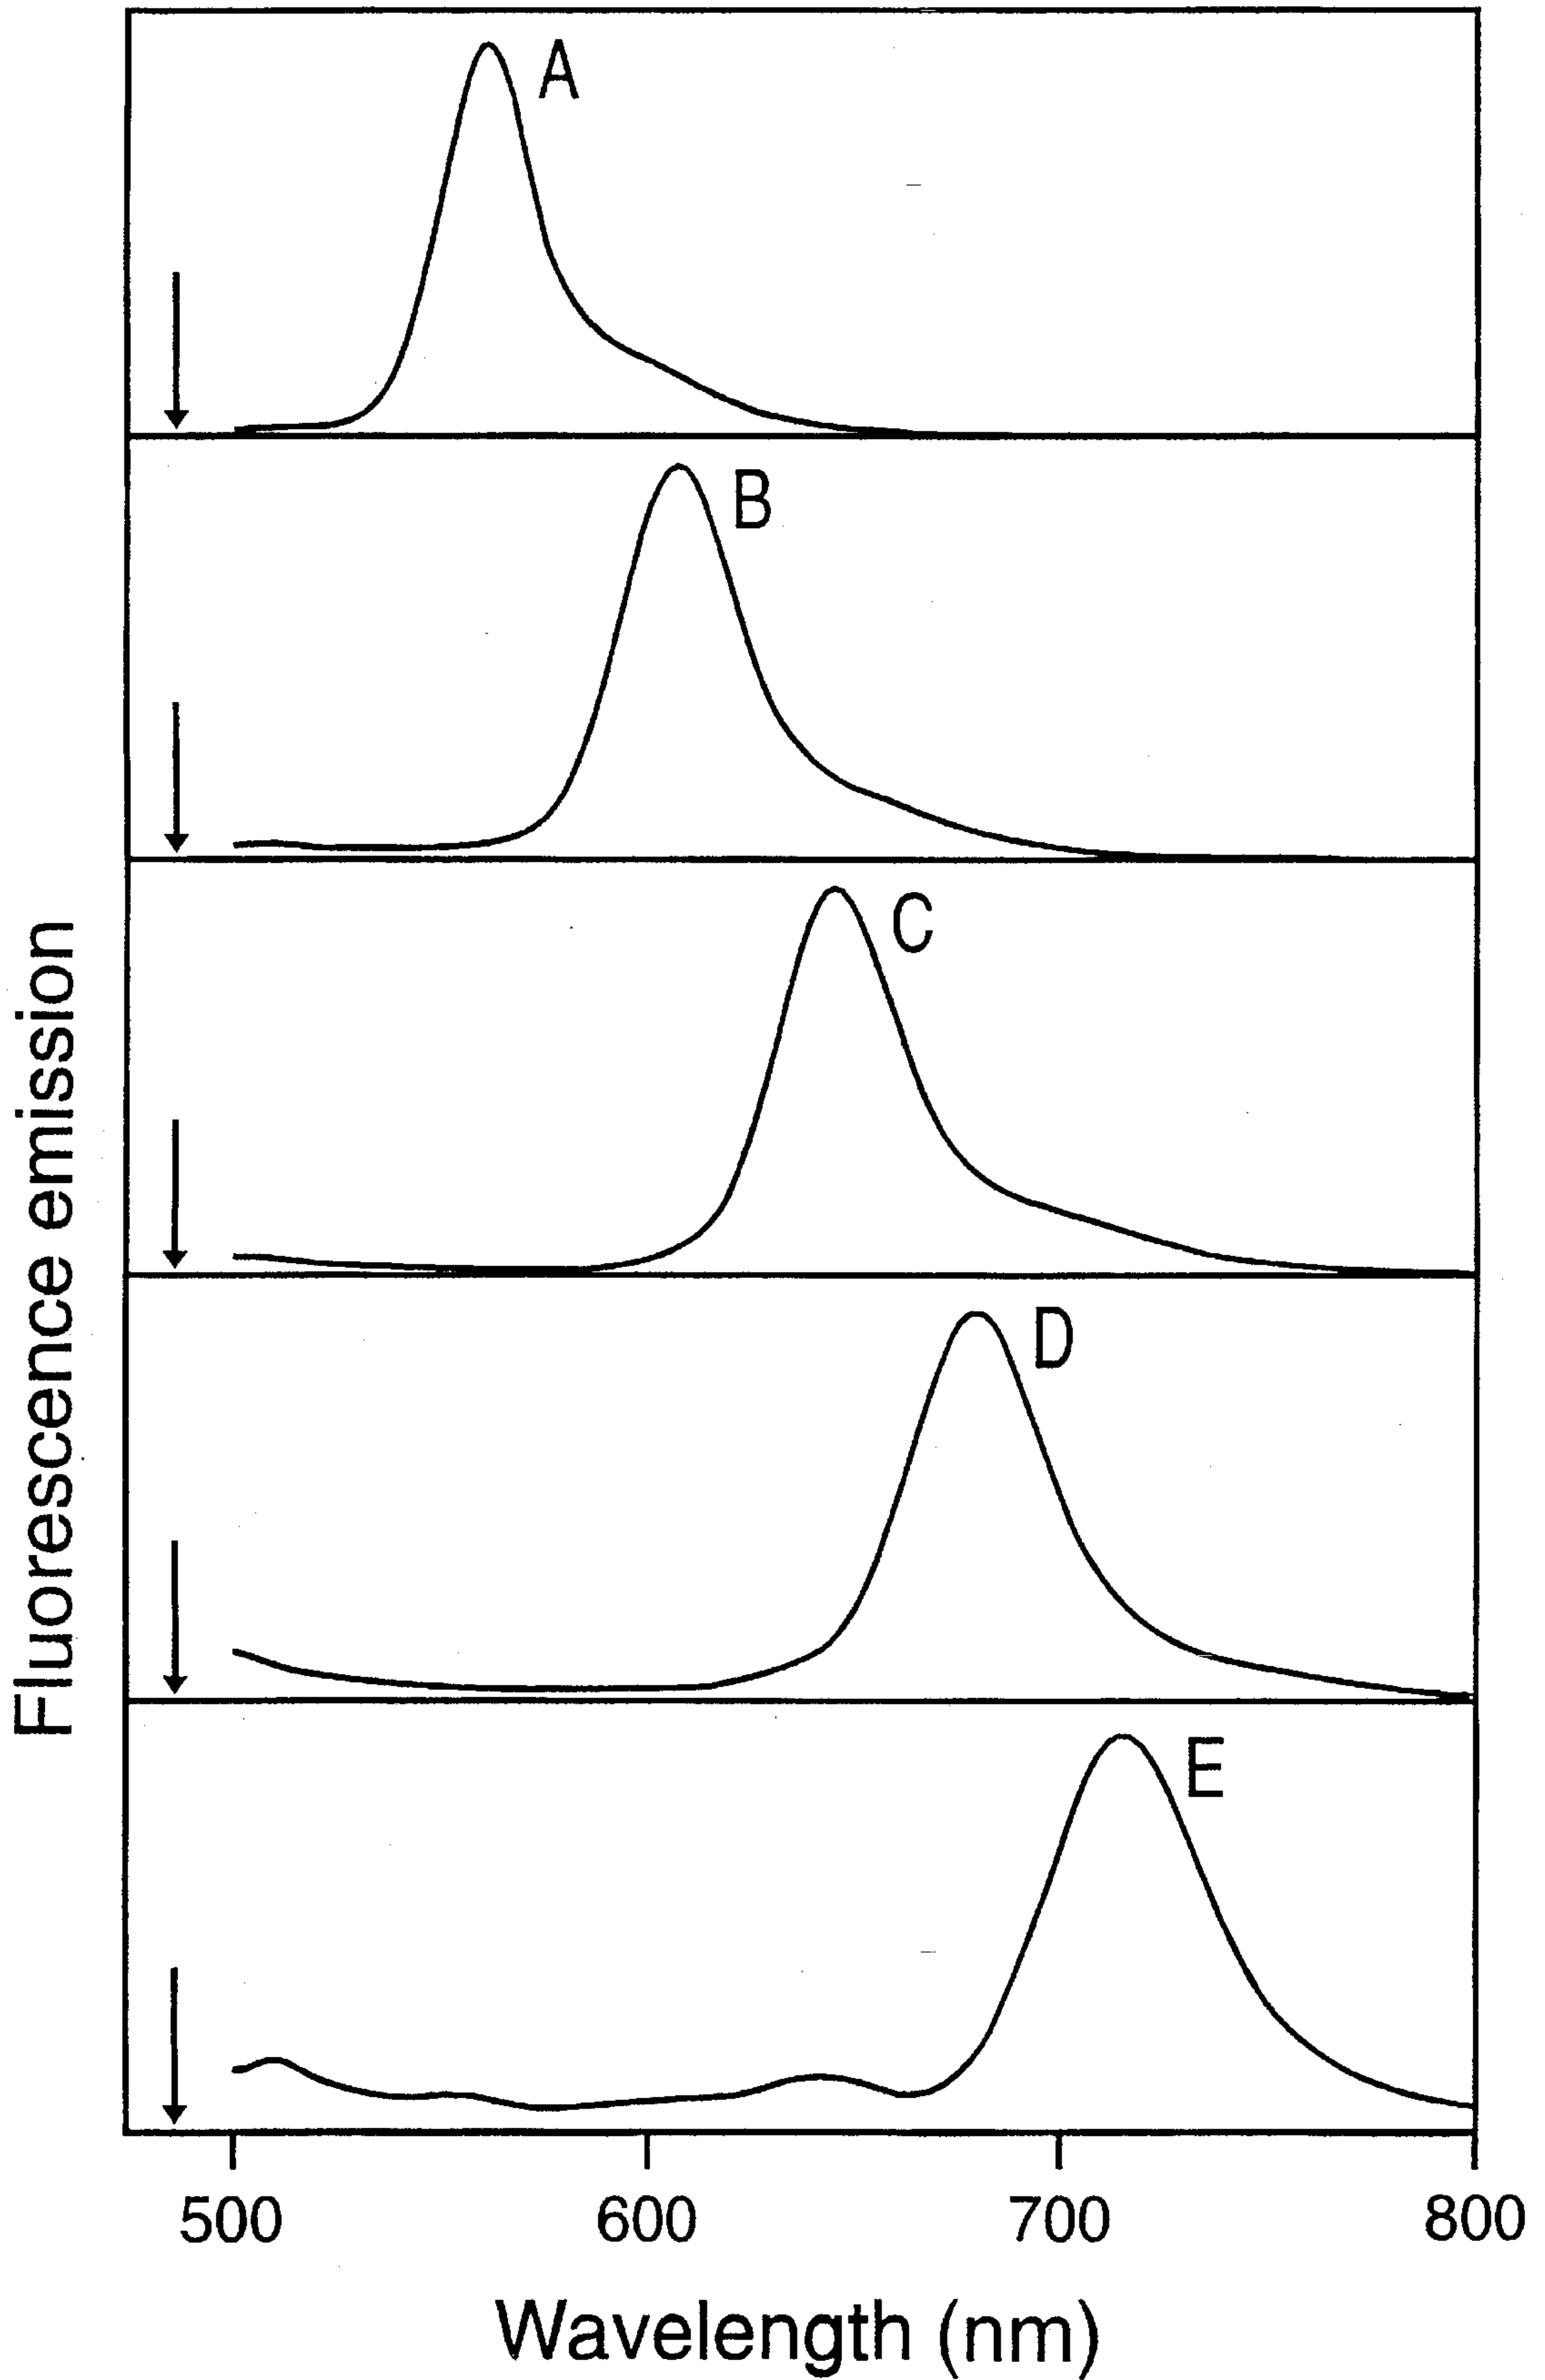 A
B
C
D
E
Fluorescence emission
500 600 700 800
Wavelength (nm)